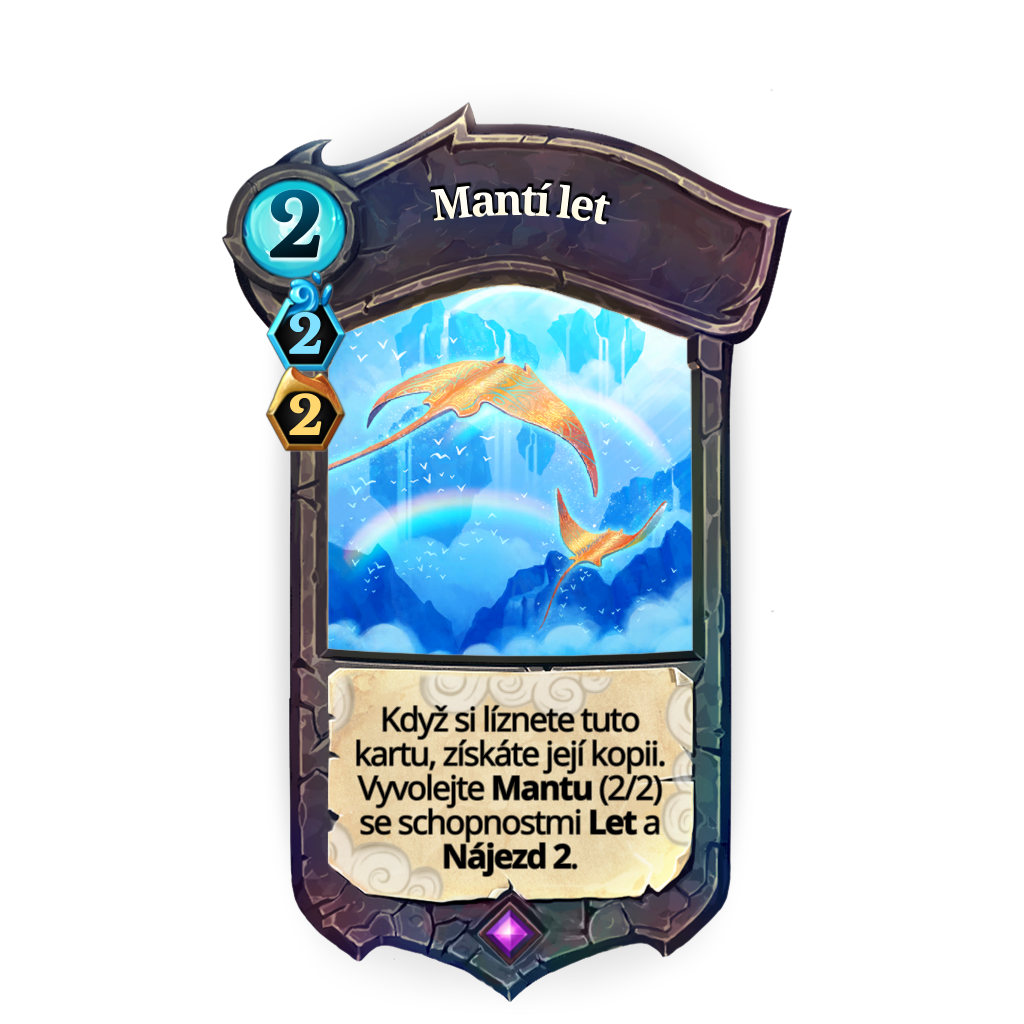 2
Mantí let
2
2
Když si líznete tuto
kartu, získáte její kopii.
Vyvolejte Mantu (2/2)
se schopnostmi Let a
Nájezd 2.